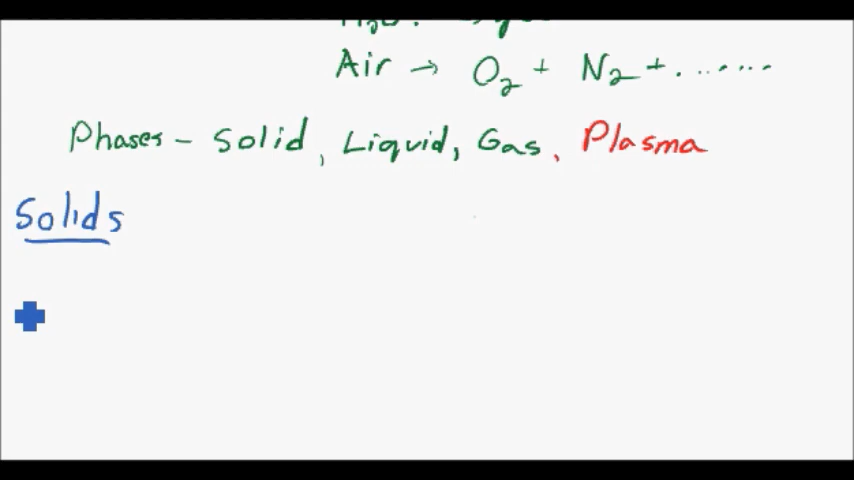 Air → O₂ + N₂ + . ......
Phases - Solid, Liquid, Gas, Plasma
Solids